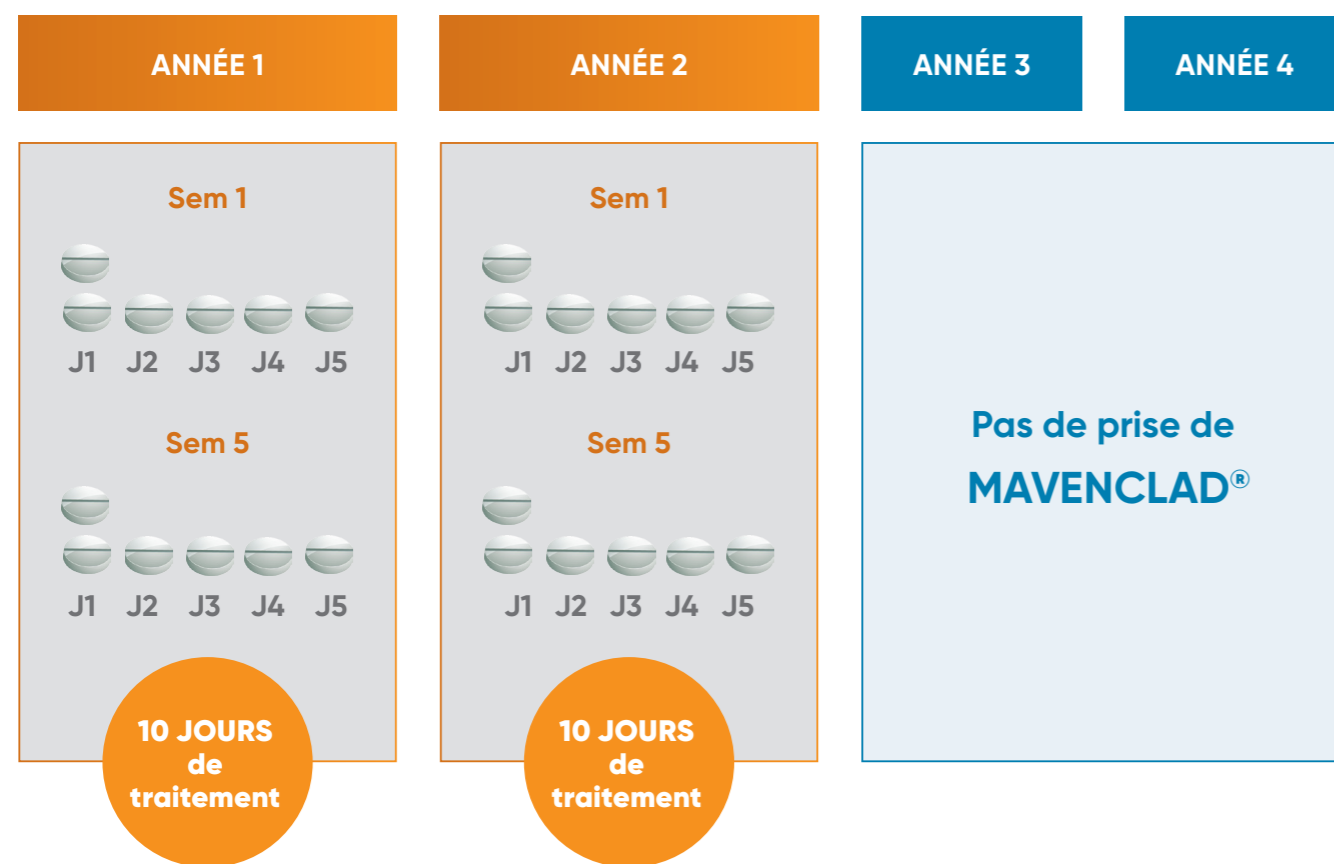 ANNÉE 1
ANNÉE 2
ANNÉE 3
ANNÉE 4
Sem 1
J1 J2 J3 J4 J5
Sem 5
J1 J2 J3 J4 J5
10 JOURS
de
traitement
Sem 1
J1 J2 J3 J4 J5
Sem 5
J1 J2 J3 J4 J5
10 JOURS
de
traitement
Pas de prise de
MAVENCLAD®